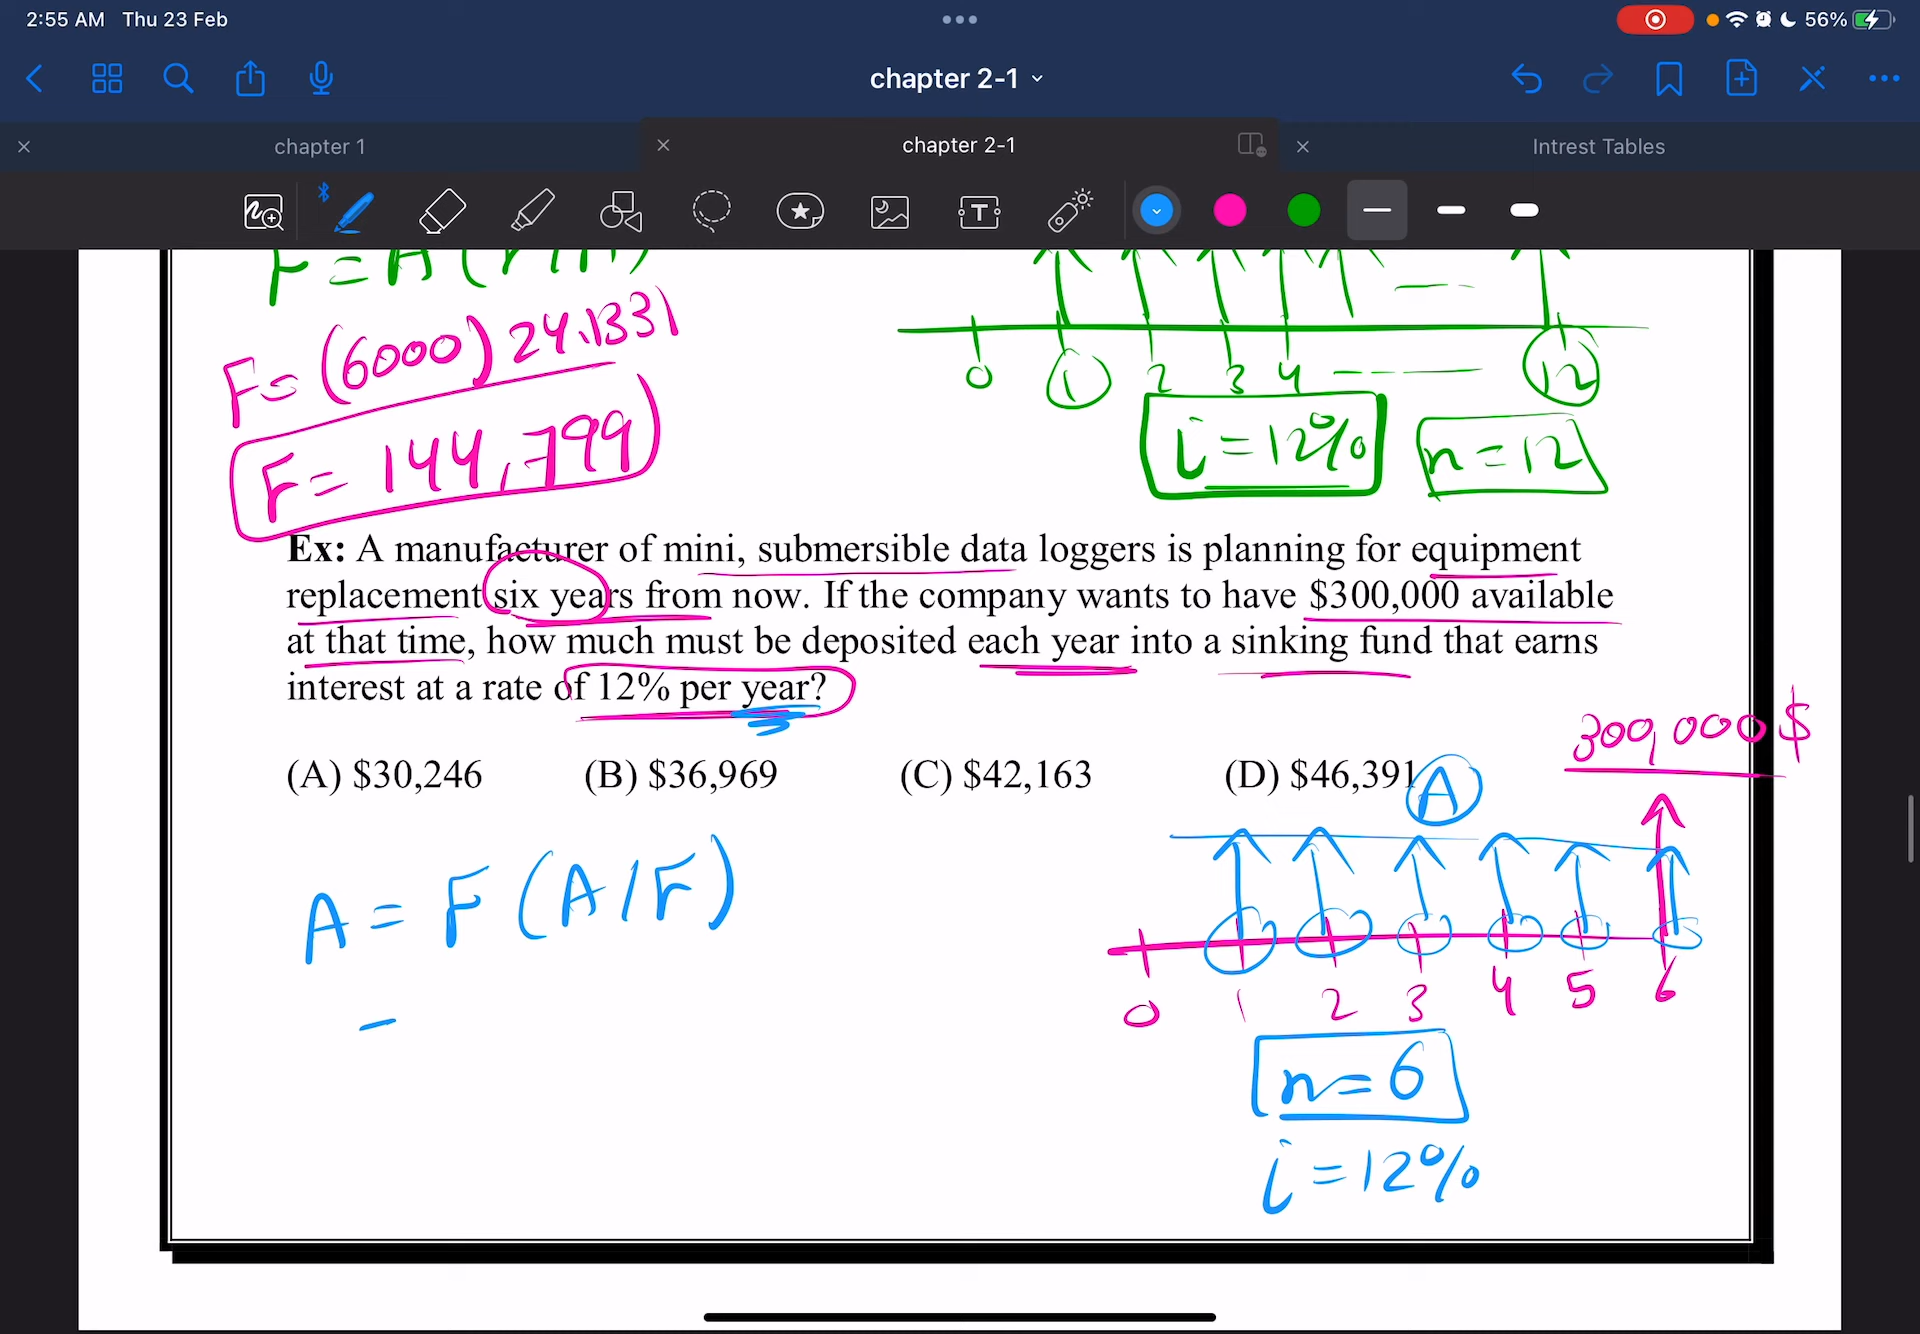 2:55 AM Thu 23 Feb
56%
chapter 2-1
chapter 1
chapter 2-1
Intrest Tables
F = (6000) 24.1331
F = 144,799
0 1 2 3 4 12
i = 12%
n = 12
Ex: A manufacturer of mini, submersible data loggers is planning for equipment
replacement six years from now. If the company wants to have $300,000 available
at that time, how much must be deposited each year into a sinking fund that earns
interest at a rate of 12% per year?
300,000 $
(A) $30,246 (B) $36,969 (C) $42,163 (D) $46,391
A
A = F (A/F)
0 1 2 3 4 5 6
n = 6
i = 12%